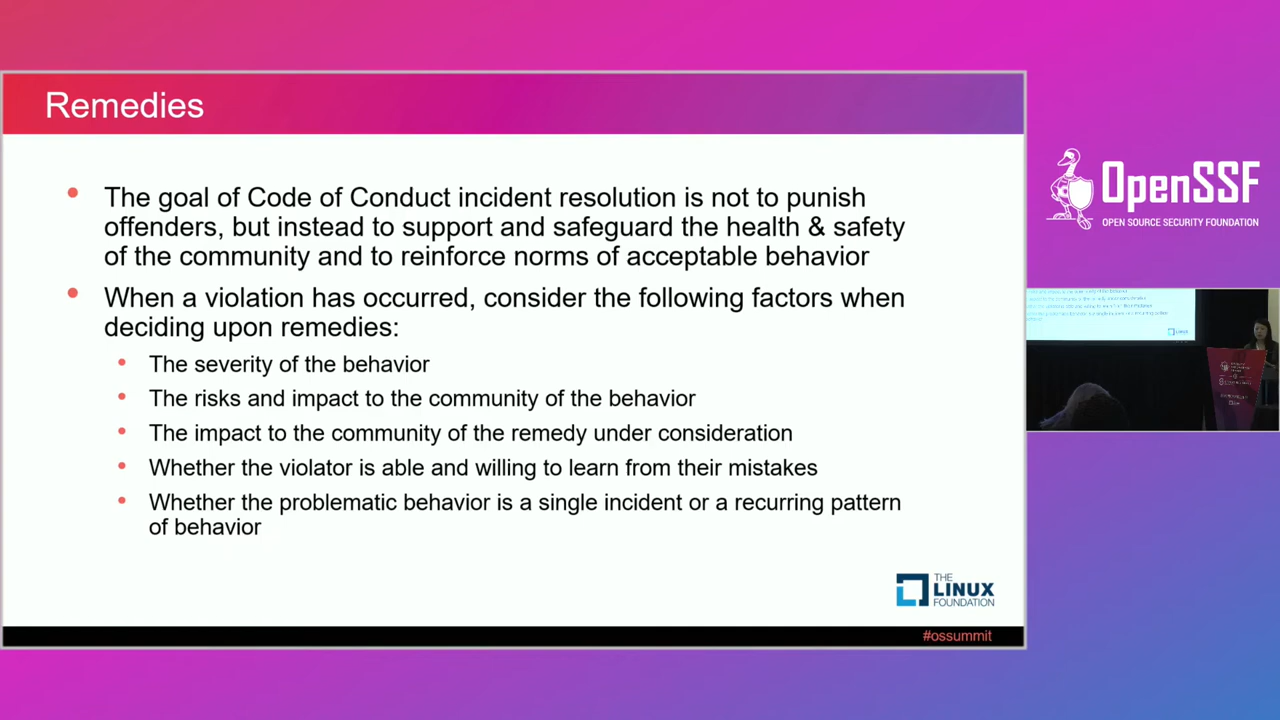 Remedies
The goal of Code of Conduct incident resolution is not to punish
offenders, but instead to support and safeguard the health & safety
of the community and to reinforce norms of acceptable behavior
When a violation has occurred, consider the following factors when
deciding upon remedies:
The severity of the behavior
The risks and impact to the community of the behavior
The impact to the community of the remedy under consideration
Whether the violator is able and willing to learn from their mistakes
Whether the problematic behavior is a single incident or a recurring pattern
of behavior
THE
LINUX
FOUNDATION
#ossummit
OpenSSF
OPEN SOURCE SECURITY FOUNDATION